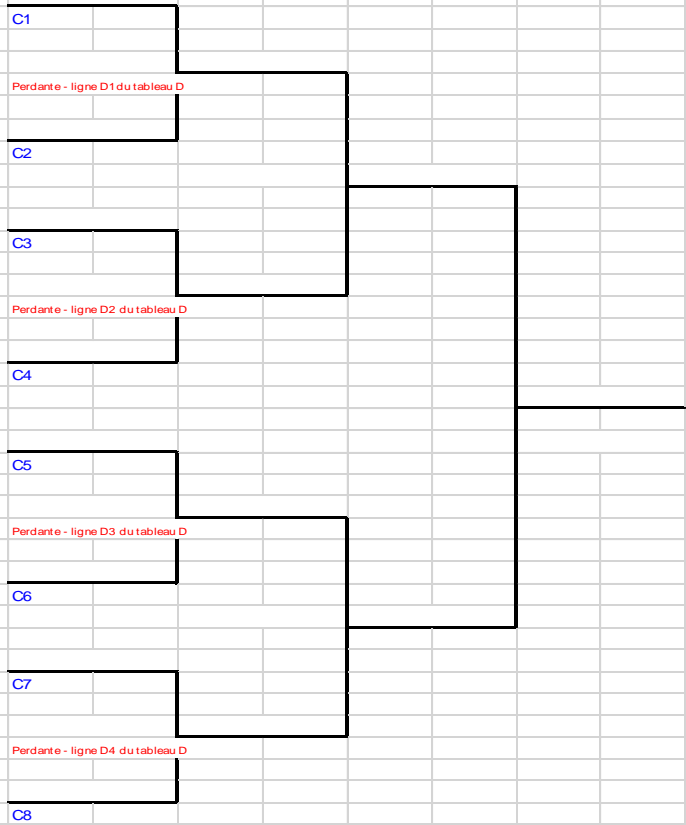 C1
Perdante - ligne D1 du tableau D
C2
C3
Perdante - ligne D2 du tableau D
C4
C5
Perdante - ligne D3 du tableau D
C6
C7
Perdante - ligne D4 du tableau D
C8